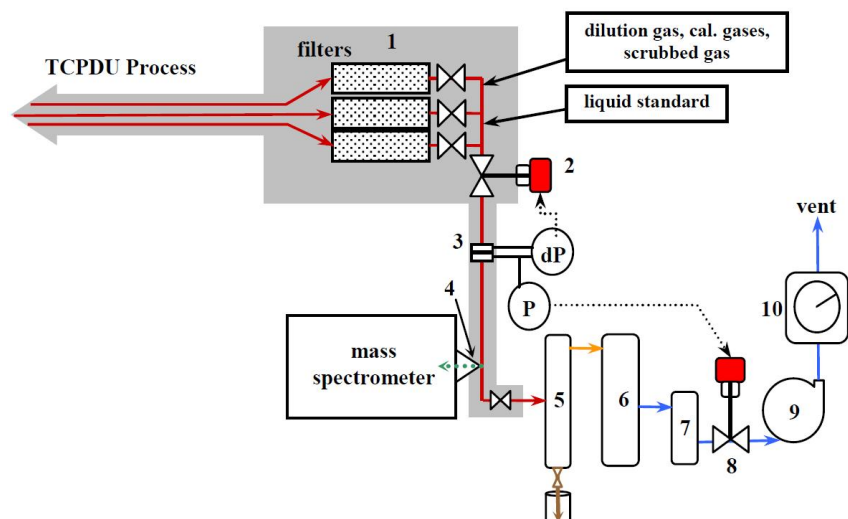 TCPDU Process
filters
1
dilution gas, cal. gases,
scrubbed gas
liquid standard
2
vent
3
dP
4
P
10
mass
spectrometer
5
6
7
8
9